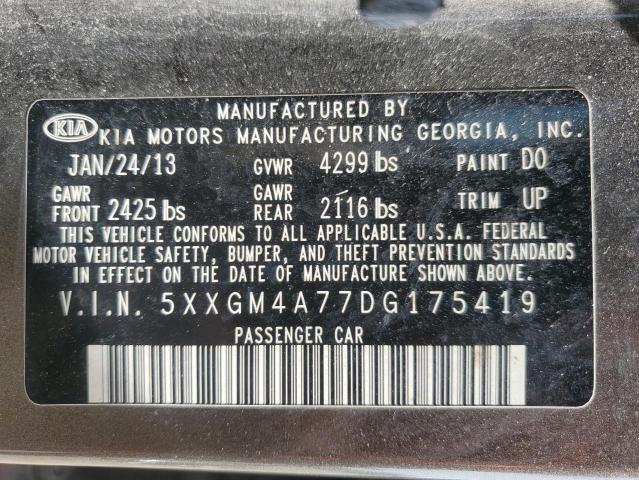 MANUFACTURED BY
KIA KIA MOTORS MANUFACTURING GEORGIA, INC.
JAN/24/13 GVWR 4299 lbs PAINT DO
GAWR FRONT 2425 lbs GAWR REAR 2116 lbs TRIM UP
THIS VEHICLE CONFORMS TO ALL APPLICABLE U.S.A. FEDERAL
MOTOR VEHICLE SAFETY, BUMPER, AND THEFT PREVENTION STANDARDS
IN EFFECT ON THE DATE OF MANUFACTURE SHOWN ABOVE.
V.I.N. 5XXGM4A77DG175419
PASSENGER CAR